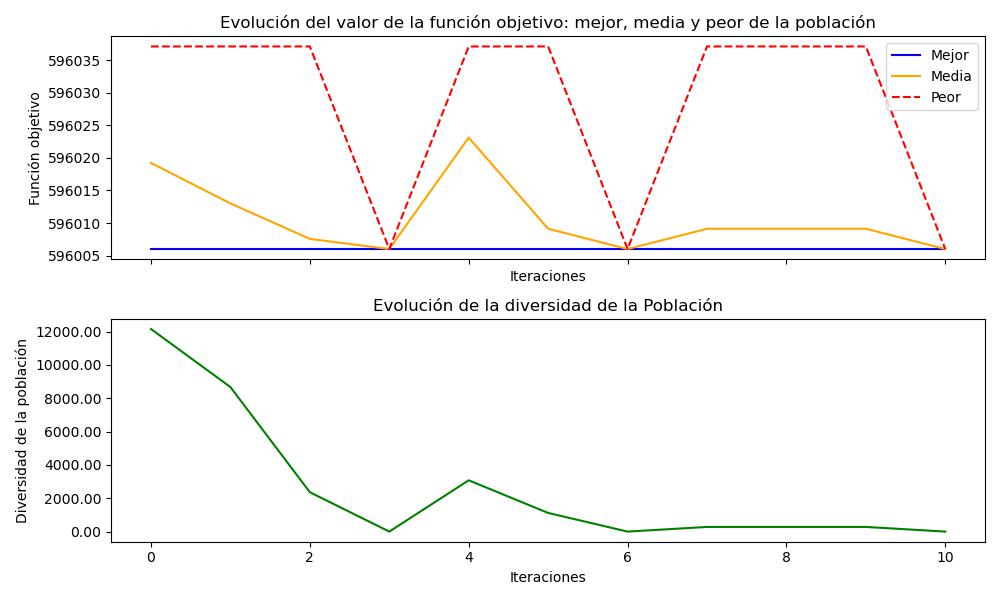 Evolución del valor de la función objetivo: mejor, media y peor de la población
Función objetivo
596035
596030
596025
596020
596015
596010
596005
Mejor
Media
Peor
Iteraciones
Evolución de la diversidad de la Población
Diversidad de la población
12000.00
10000.00
8000.00
6000.00
4000.00
2000.00
0.00
0 2 4 6 8 10
Iteraciones